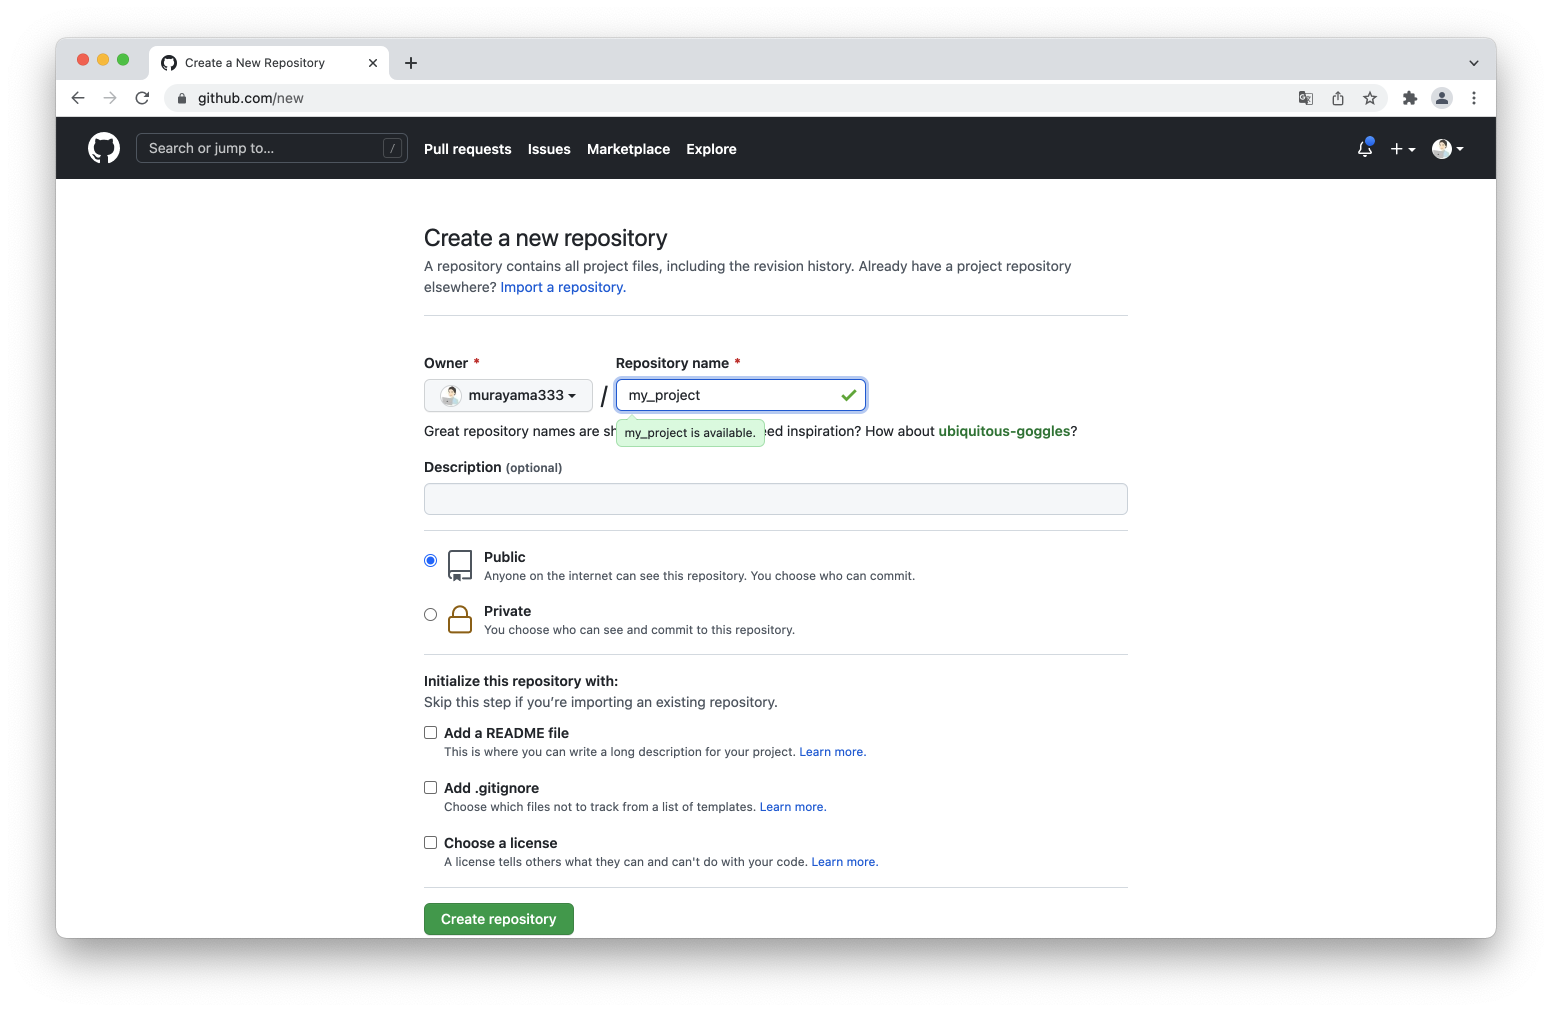 Create a New Repository
github.com/new
Search or jump to...
/
Pull requests Issues Marketplace Explore
Create a new repository
A repository contains all project files, including the revision history. Already have a project repository
elsewhere? Import a repository.
Owner * Repository name *
murayama333 / my_project
Great repository names are sh my_project is available. eed inspiration? How about ubiquitous-goggles?
Description (optional)
Public
Anyone on the internet can see this repository. You choose who can commit.
Private
You choose who can see and commit to this repository.
Initialize this repository with:
Skip this step if you’re importing an existing repository.
Add a README file
This is where you can write a long description for your project. Learn more.
Add .gitignore
Choose which files not to track from a list of templates. Learn more.
Choose a license
A license tells others what they can and can't do with your code. Learn more.
Create repository